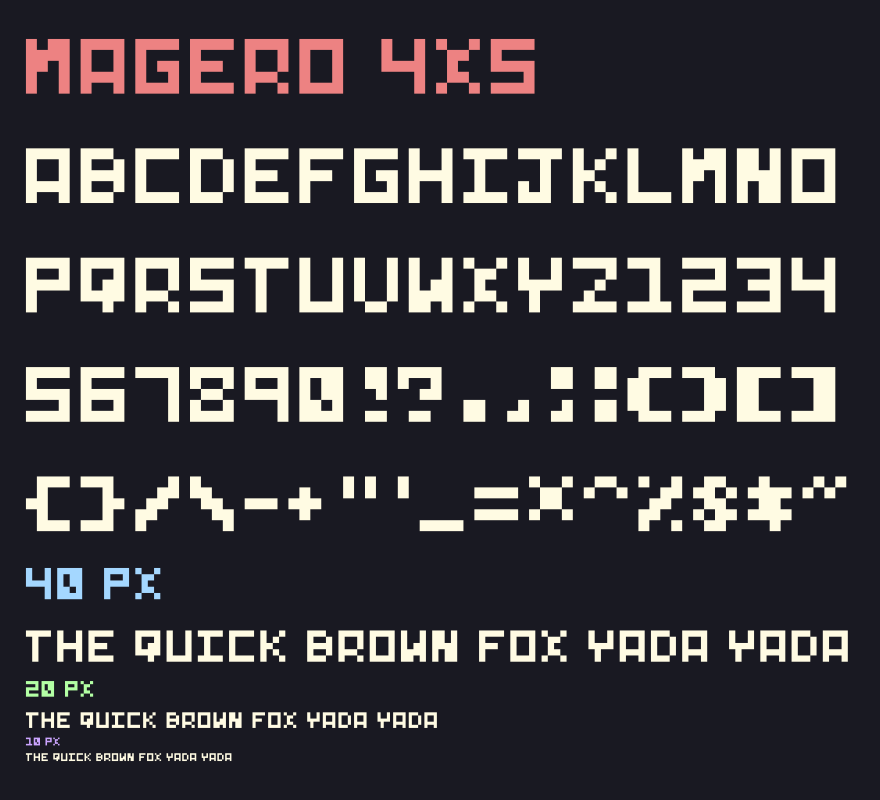 MAGERO 4X5
ABCDEFGHIJKLMNO
PQRSTUVWXYZ1234
567890!?.,;:()[]
{}/\-+"'_=×^%$*~
40 PX
THE QUICK BROWN FOX YADA YADA
20 PX
THE QUICK BROWN FOX YADA YADA
10 PX
THE QUICK BROWN FOX YADA YADA